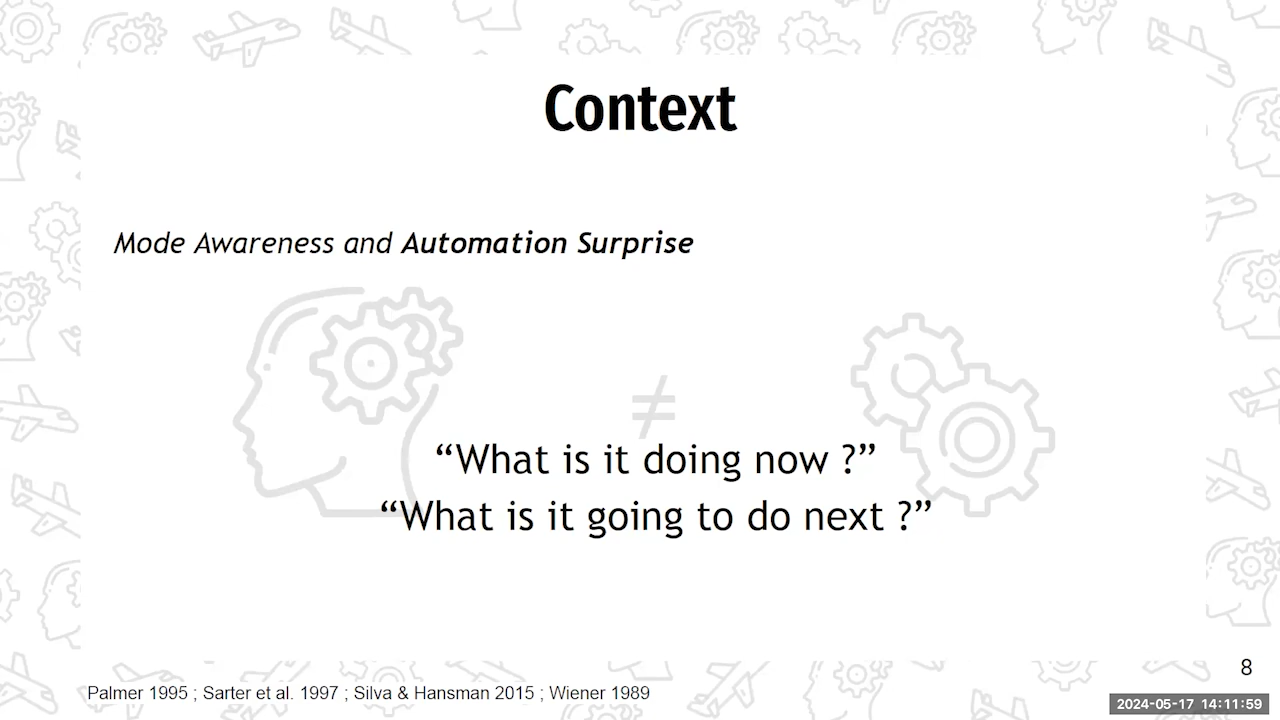 Context
Mode Awareness and Automation Surprise
≠
“What is it doing now ?”
“What is it going to do next ?”
8
Palmer 1995 ; Sarter et al. 1997 ; Silva & Hansman 2015 ; Wiener 1989
2024-05-17 14:11:59